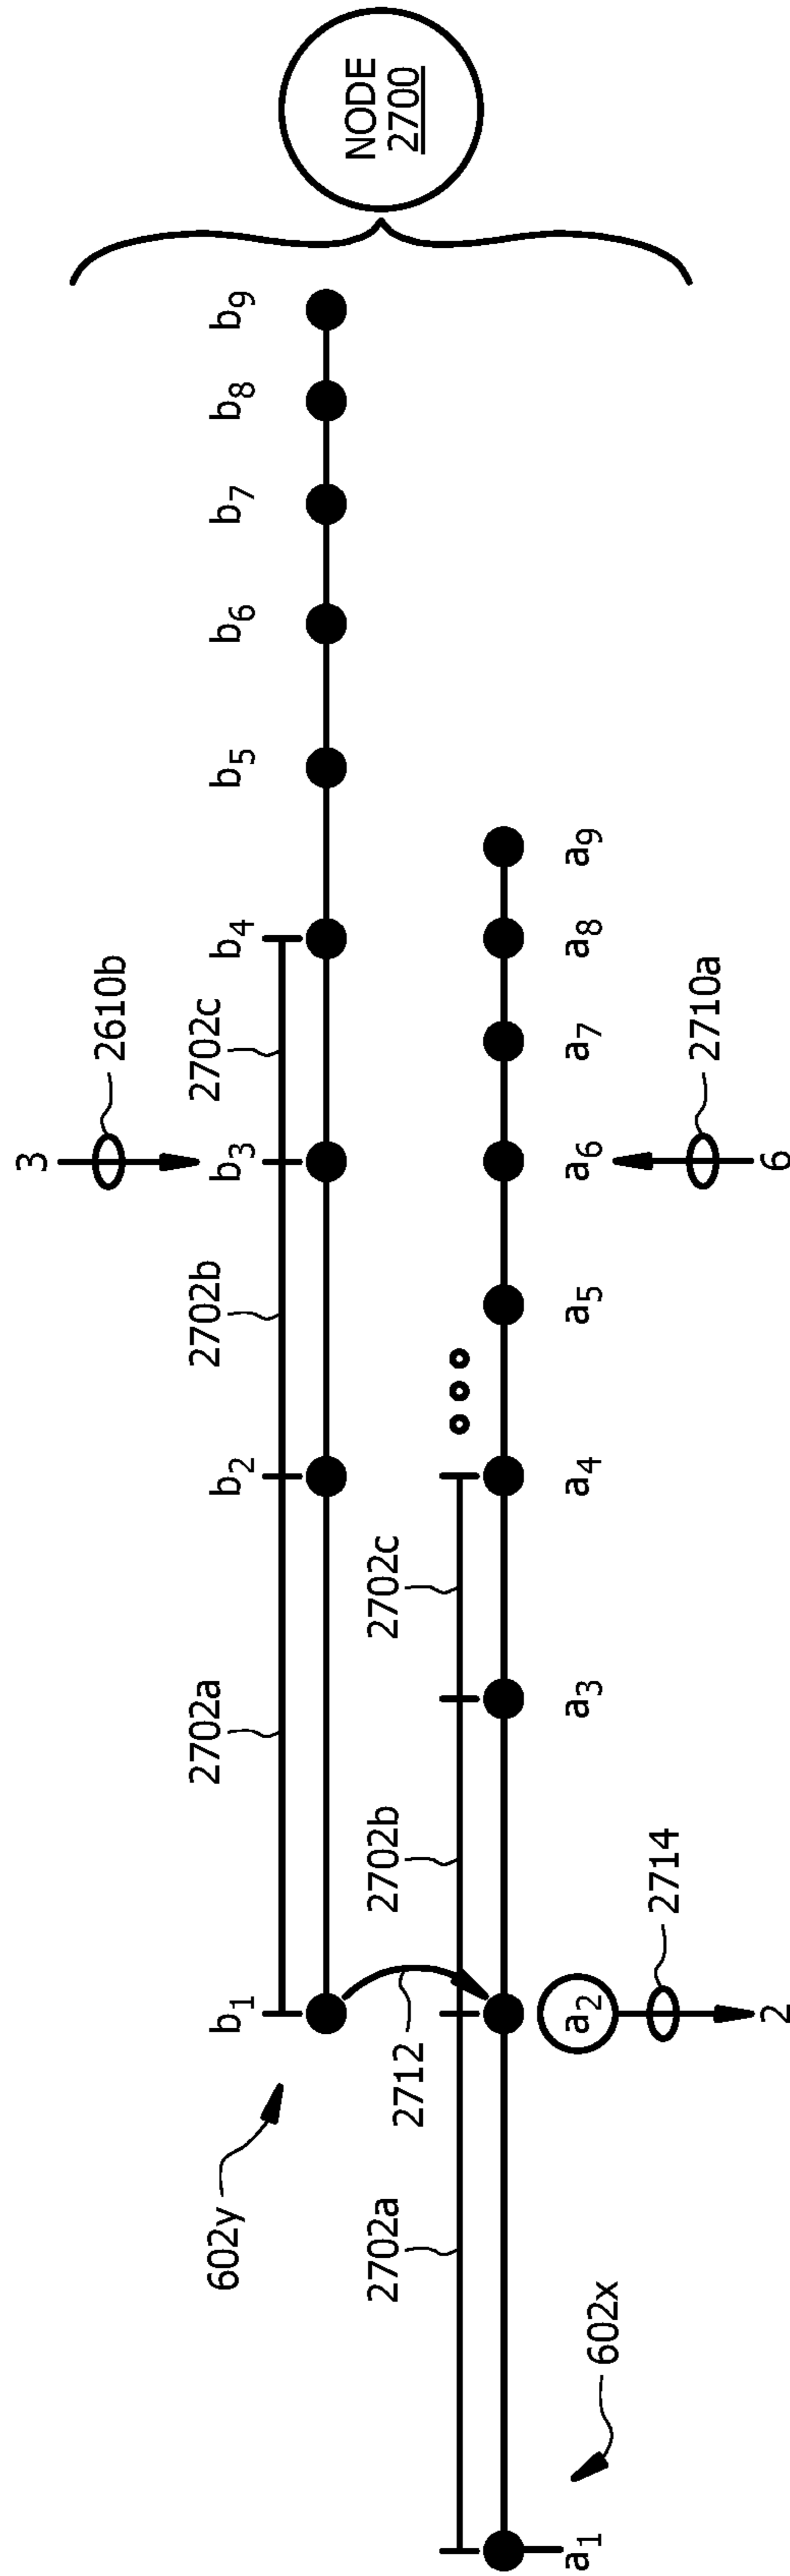 3
2610b
b1 b2 b3 b4 b5 b6 b7 b8 b9
2702a 2702b 2702c
NODE
2700
602y
2712
2702a 2702b 2702c
a1 a2 a3 a4 a5 a6 a7 a8 a9
602x
2714
2
2710a
6